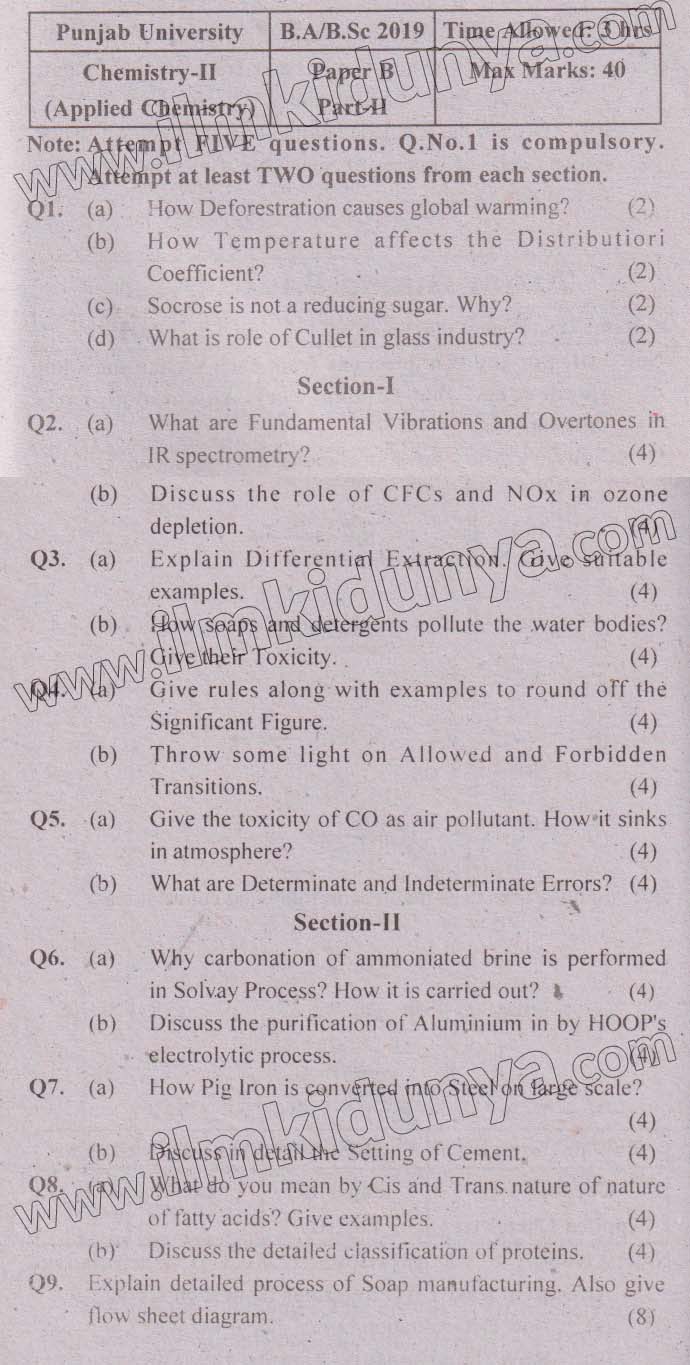 Punjab University B.A/B.Sc 2019 Time Allowed: 3 hrs
Chemistry-II Paper B Max Marks: 40
(Applied Chemistry) Part-II
Note: Attempt FIVE questions. Q.No.1 is compulsory.
Attempt at least TWO questions from each section.
Q1. (a) How Deforestration causes global warming? (2)
(b) How Temperature affects the Distributiori
Coefficient? (2)
(c) Socrose is not a reducing sugar. Why? (2)
(d) What is role of Cullet in glass industry? (2)
Section-I
Q2. (a) What are Fundamental Vibrations and Overtones in
IR spectrometry? (4)
(b) Discuss the role of CFCs and NOx in ozone
depletion. (4)
Q3. (a) Explain Differential Extraction. Give suitable
examples. (4)
(b) How soaps and detergents pollute the water bodies?
Give their Toxicity. (4)
Q4. (a) Give rules along with examples to round off the
Significant Figure. (4)
(b) Throw some light on Allowed and Forbidden
Transitions. (4)
Q5. (a) Give the toxicity of CO as air pollutant. How it sinks
in atmosphere? (4)
(b) What are Determinate and Indeterminate Errors? (4)
Section-II
Q6. (a) Why carbonation of ammoniated brine is performed
in Solvay Process? How it is carried out? (4)
(b) Discuss the purification of Aluminium in by HOOP's
electrolytic process. (4)
Q7. (a) How Pig Iron is converted into Steel on large scale?
(4)
(b) Discuss in detail the Setting of Cement. (4)
Q8. (a) What do you mean by Cis and Trans nature of nature
of fatty acids? Give examples. (4)
(b) Discuss the detailed classification of proteins. (4)
Q9. Explain detailed process of Soap manufacturing. Also give
flow sheet diagram. (8)
www.ilmkidunya.com
www.ilmkidunya.com
www.ilmkidunya.com